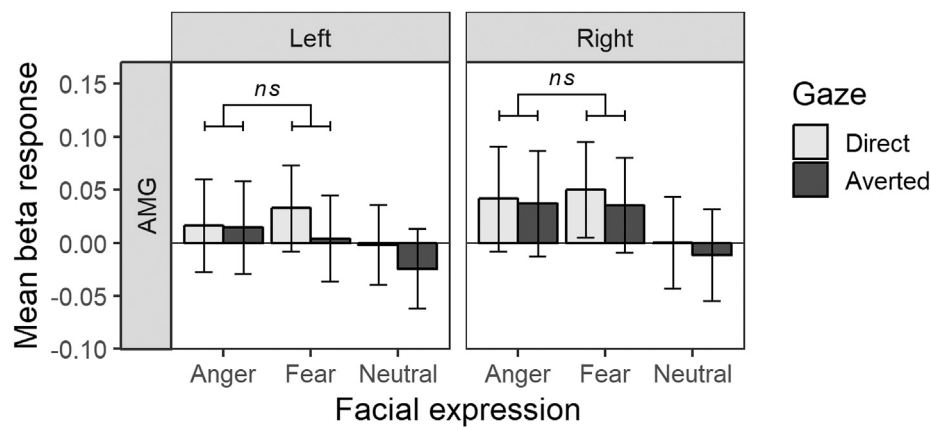 Left
Right
Mean beta response
AMG
0.15
0.10
0.05
0.00
-0.05
-0.10
ns
ns
Anger Fear Neutral
Anger Fear Neutral
Facial expression
Gaze
Direct
Averted